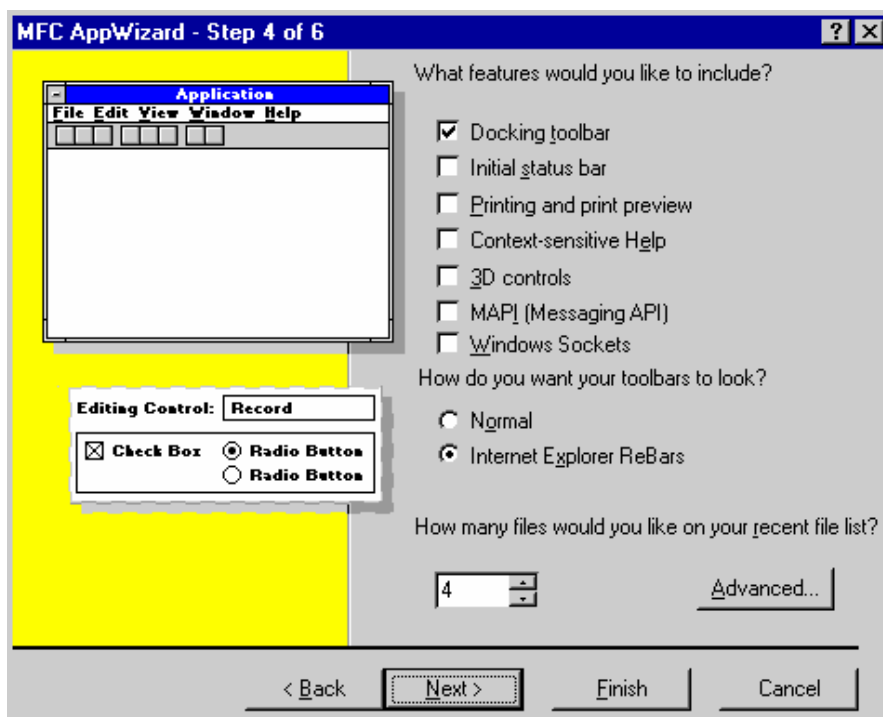 MFC AppWizard - Step 4 of 6
What features would you like to include?
Application
File Edit View Window Help
Docking toolbar
Initial status bar
Printing and print preview
Context-sensitive Help
3D controls
MAPI (Messaging API)
Windows Sockets
How do you want your toolbars to look?
Editing Control: Record
Check Box Radio Button
Radio Button
Normal
Internet Explorer ReBars
How many files would you like on your recent file list?
4
Advanced...
< Back Next > Finish Cancel